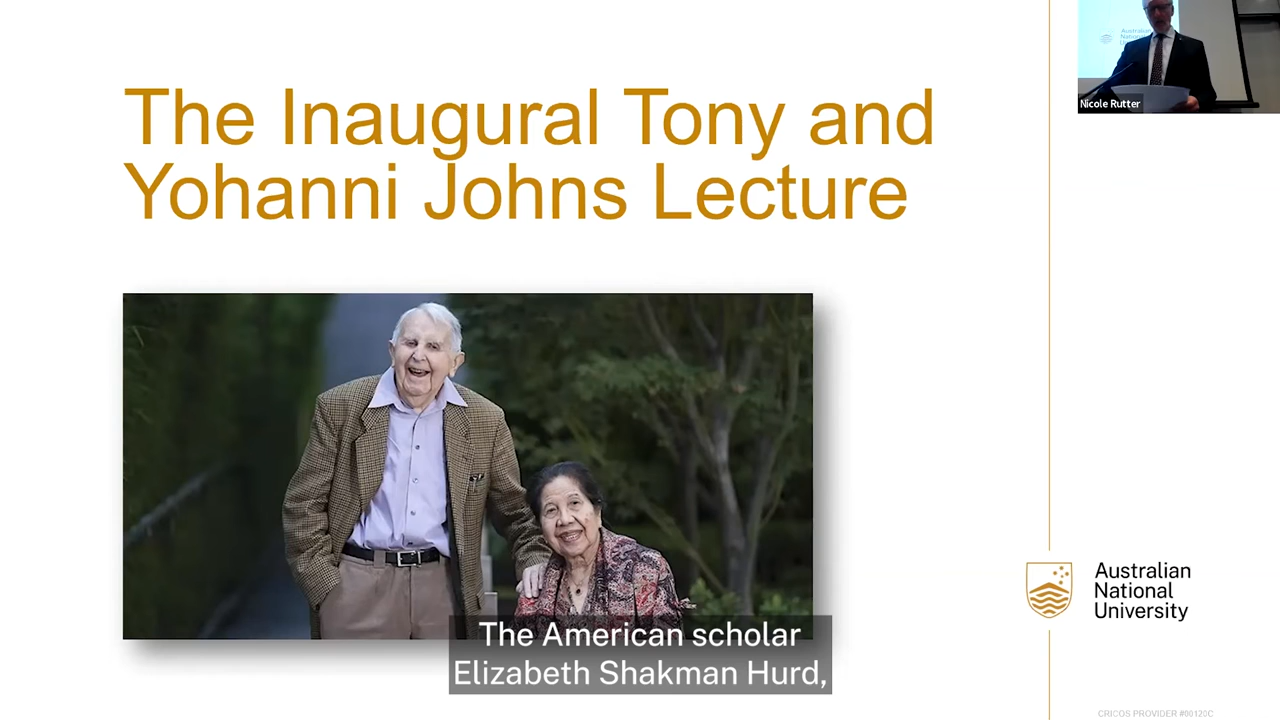 The Inaugural Tony and
Yohanni Johns Lecture
Nicole Rutter
Australian
National
University
The American scholar
Elizabeth Shakman Hurd,
CRICOS PROVIDER #00120C